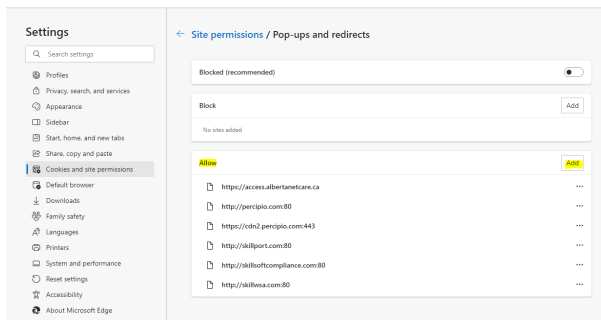 Settings
Search settings
Profiles
Privacy, search, and services
Appearance
Sidebar
Start, home, and new tabs
Share, copy and paste
Cookies and site permissions
Default browser
Downloads
Family safety
Languages
Printers
System and performance
Reset settings
Accessibility
About Microsoft Edge
Site permissions / Pop-ups and redirects
Blocked (recommended)
Block Add
No sites added
Allow Add
https://access.albertanetcare.ca
http://percipio.com:80
https://cdn2.percipio.com:443
http://skillport.com:80
http://skillsoftcompliance.com:80
http://skillwsa.com:80